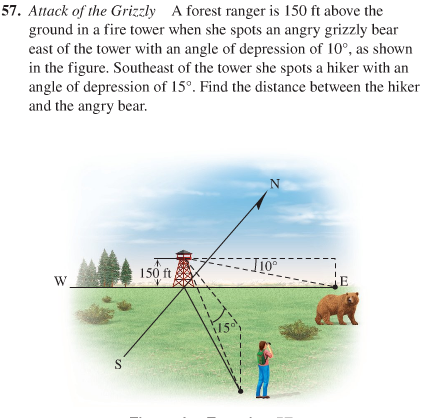 57. Attack of the Grizzly A forest ranger is 150 ft above the
ground in a fire tower when she spots an angry grizzly bear
east of the tower with an angle of depression of 10°, as shown
in the figure. Southeast of the tower she spots a hiker with an
angle of depression of 15°. Find the distance between the hiker
and the angry bear.
N
10°
150 ft
W
E
15°
S